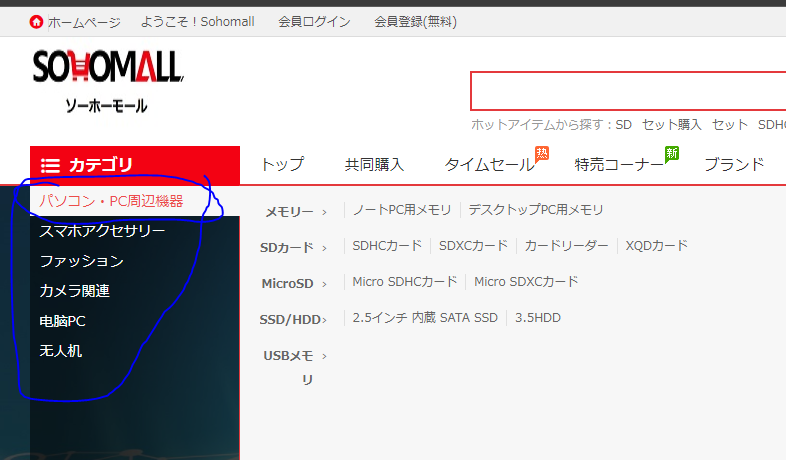 ホームページ ようこそ！Sohomall 会員ログイン 会員登録(無料)
SOHOMALL
ソーホーモール
ホットアイテムから探す：SD セット購入 セット SDHC
カテゴリ トップ 共同購入 タイムセール 热 特売コーナー 新 ブランド
パソコン・PC周辺機器
スマホアクセサリー
ファッション
カメラ関連
电脑PC
无人机
メモリー > ノートPC用メモリ デスクトップPC用メモリ
SDカード > SDHCカード SDXCカード カードリーダー XQDカード
MicroSD > Micro SDHCカード Micro SDXCカード
SSD/HDD> 2.5インチ 内蔵 SATA SSD 3.5HDD
USBメモ >
リ